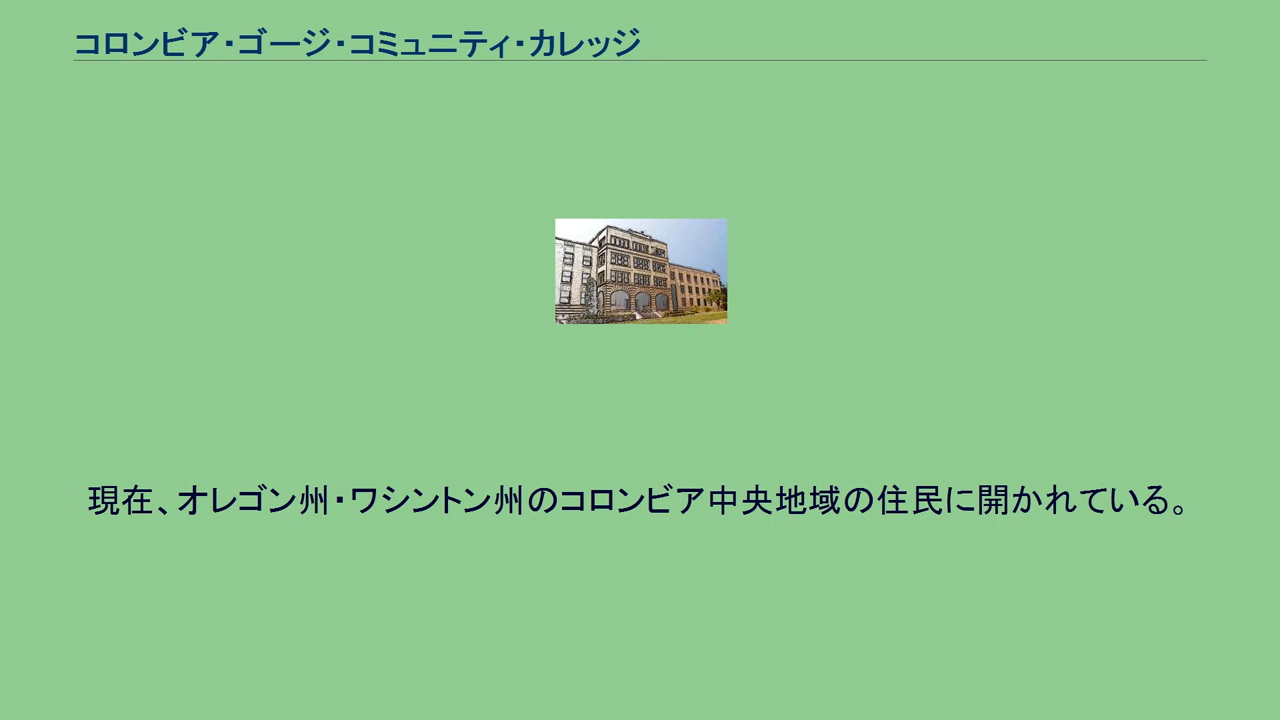 コロンビア・ゴージ・コミュニティ・カレッジ
現在、オレゴン州・ワシントン州のコロンビア中央地域の住民に開かれている。